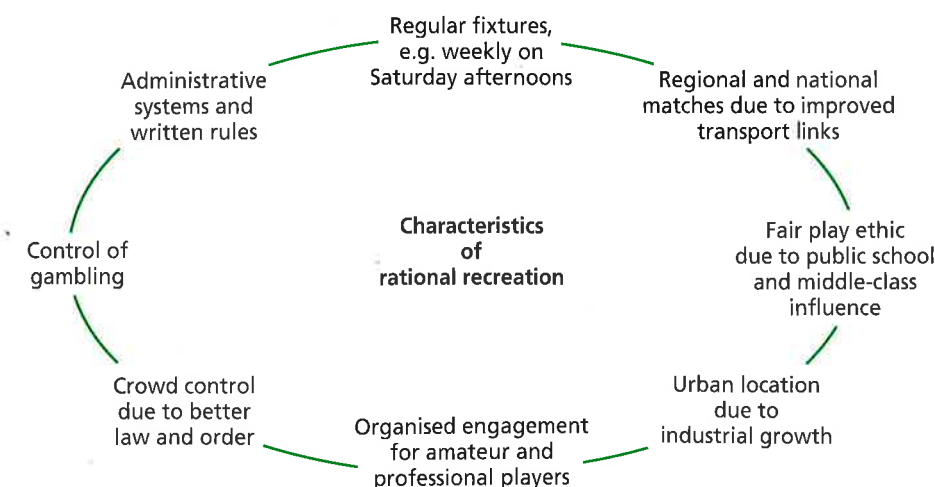 Regular fixtures,
e.g. weekly on
Saturday afternoons
Regional and national
matches due to improved
transport links
Fair play ethic
due to public school
and middle-class
influence
Urban location
due to
industrial growth
Organised engagement
for amateur and
professional players
Crowd control
due to better
law and order
Control of
gambling
Administrative
systems and
written rules
Characteristics
of
rational recreation